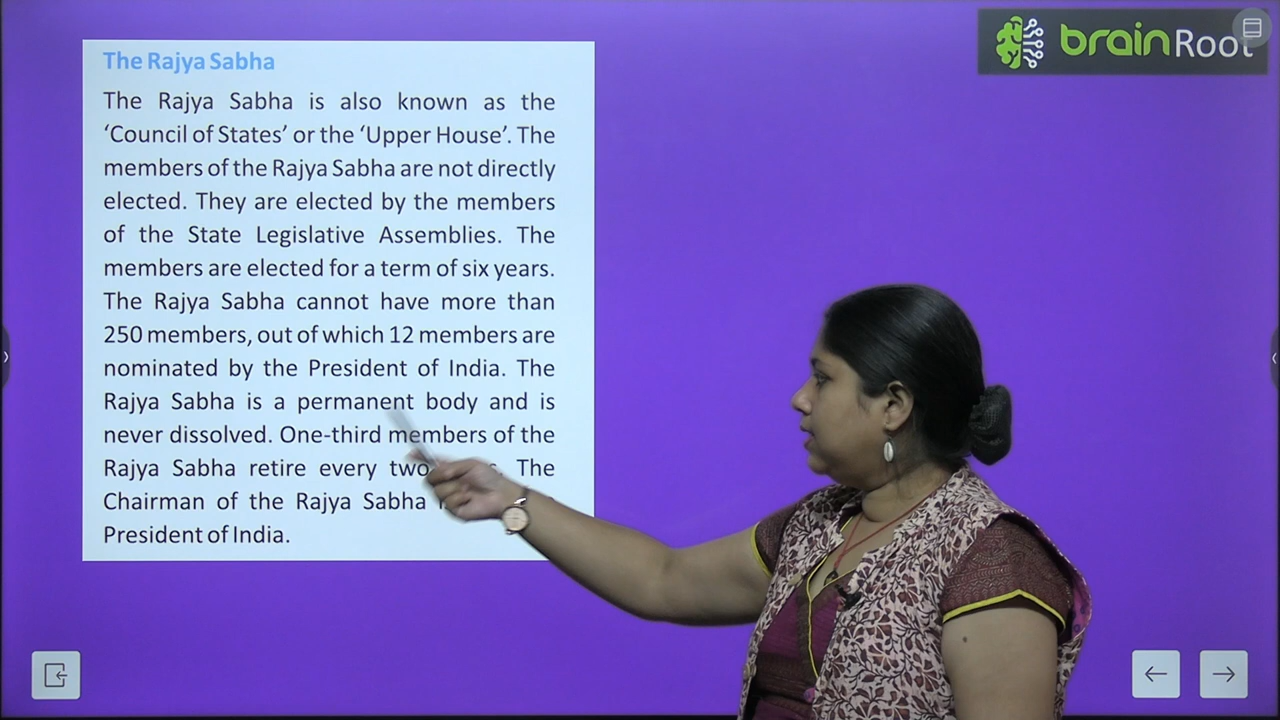 brainRoot
The Rajya Sabha
The Rajya Sabha is also known as the
‘Council of States’ or the ‘Upper House’. The
members of the Rajya Sabha are not directly
elected. They are elected by the members
of the State Legislative Assemblies. The
members are elected for a term of six years.
The Rajya Sabha cannot have more than
250 members, out of which 12 members are
nominated by the President of India. The
Rajya Sabha is a permanent body and is
never dissolved. One-third members of the
Rajya Sabha retire every two The
Chairman of the Rajya Sabha
President of India.